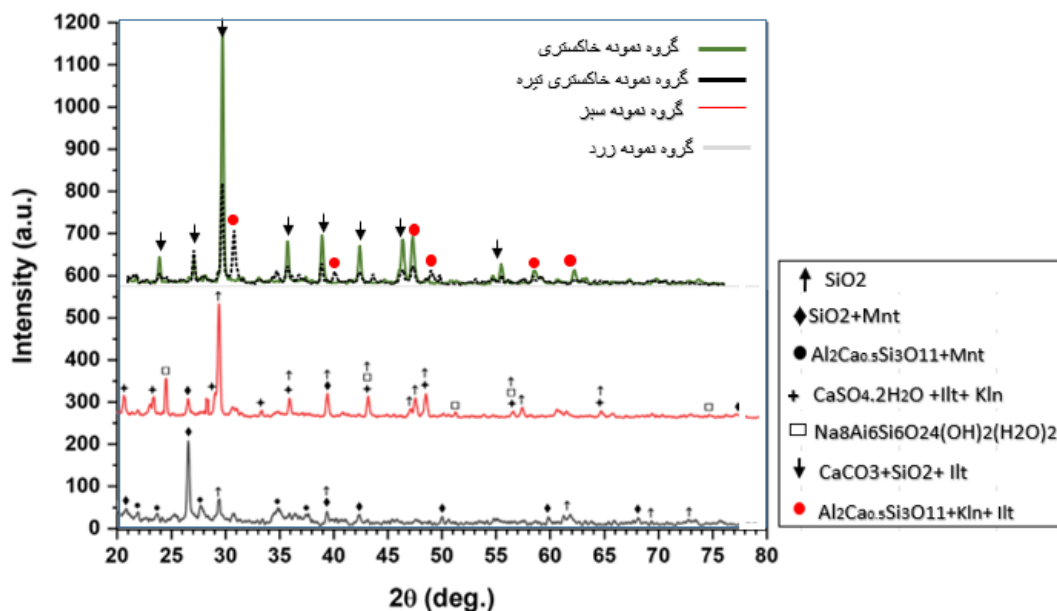 1200
1100
1000
900
800
700
600
500
400
300
200
100
0
Intensity (a.u.)
گروه نمونه خاکستری
گروه نمونه خاکستری تیره
گروه نمونه سبز
گروه نمونه زرد
20 25 30 35 40 45 50 55 60 65 70 75 80
2θ (deg.)
SiO2
SiO2+Mnt
Al2Ca0.5Si3O11+Mnt
CaSO4.2H2O +Ilt+ Kln
Na8Ai6Si6O24(OH)2(H2O)2
CaCO3+SiO2+ Ilt
Al2Ca0.5Si3O11+Kln+ Ilt